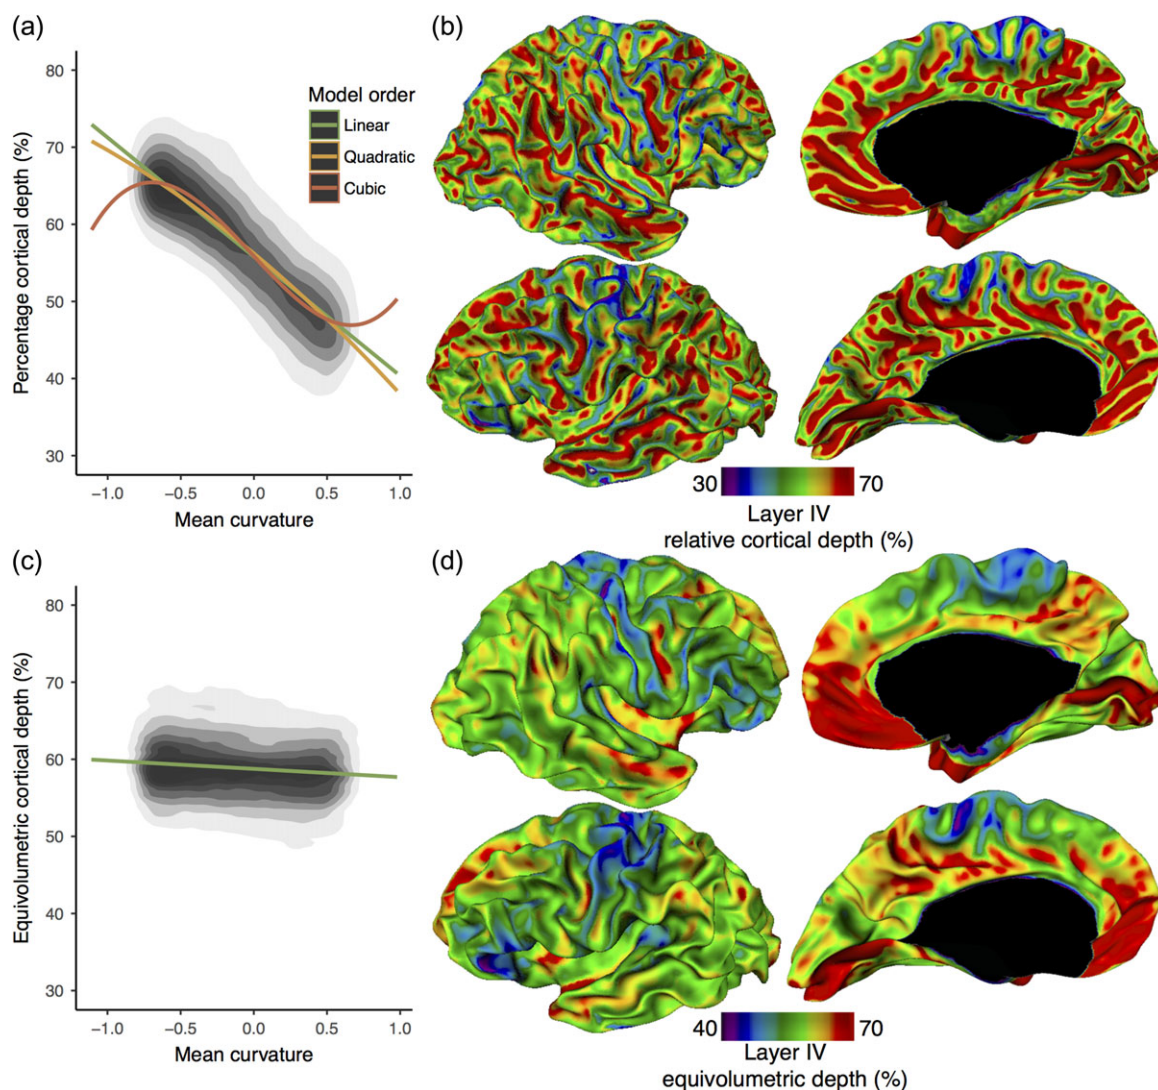 (a)
80
70
60
50
40
30
Percentage cortical depth (%)
Model order
Linear
Quadratic
Cubic
−1.0 −0.5 0.0 0.5 1.0
Mean curvature
(b)
30 70
Layer IV
relative cortical depth (%)
(c)
80
70
60
50
40
30
Equivolumetric cortical depth (%)
−1.0 −0.5 0.0 0.5 1.0
Mean curvature
(d)
40 70
Layer IV
equivolumetric depth (%)